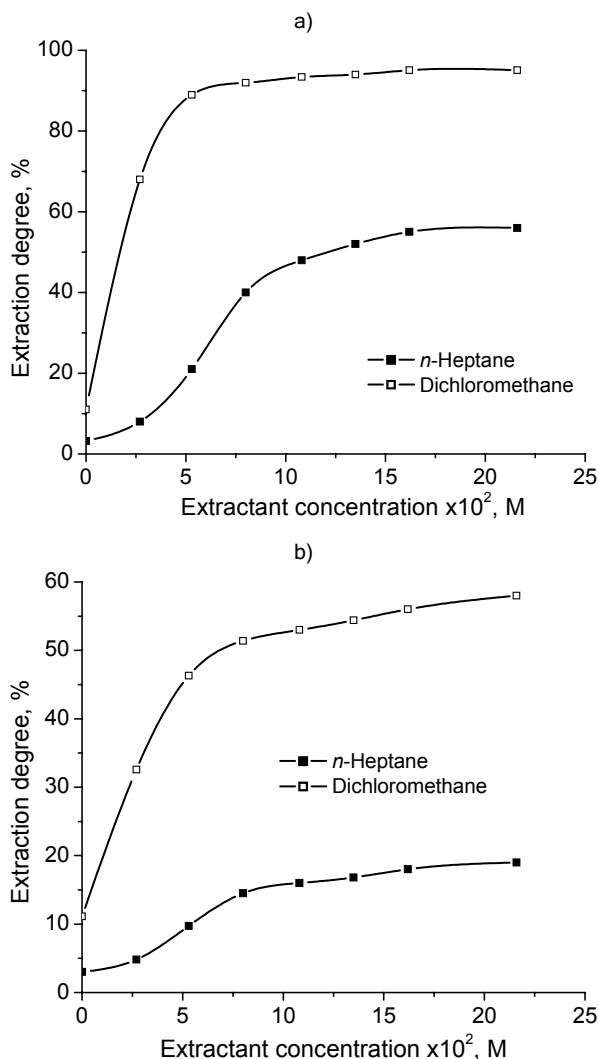 a)
100
80
60
40
20
0
Extraction degree, %
n-Heptane
Dichloromethane
0 5 10 15 20 25
Extractant concentration x10², M
b)
60
50
40
30
20
10
0
Extraction degree, %
n-Heptane
Dichloromethane
0 5 10 15 20 25
Extractant concentration x10², M